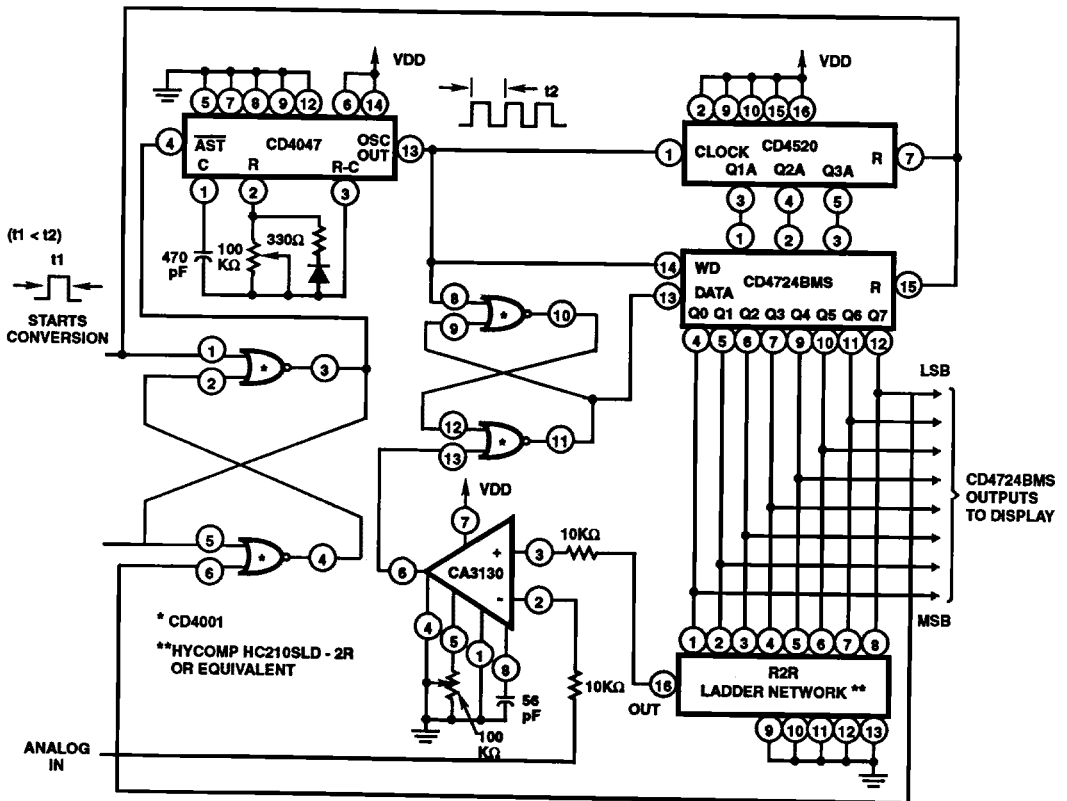 VDD
5 7 8 9 12 6 14
4 AST CD4047 OSC OUT 13
C R R-C
1 2 3
t2
VDD
2 9 10 15 16
1 CLOCK CD4520 R 7
Q1A Q2A Q3A
3 4 5
1 2 3
14 WD CD4724BMS R 15
13 DATA
Q0 Q1 Q2 Q3 Q4 Q5 Q6 Q7
4 5 6 7 9 10 11 12
(t1 < t2)
t1
STARTS
CONVERSION
470
pF
100
KΩ
330Ω
1
2
*
3
5
6
*
4
8
9
*
10
12
13
*
11
LSB
CD4724BMS
OUTPUTS
TO DISPLAY
MSB
VDD
7
6 CA3130 + 3 10KΩ
- 2
4 5 1 8
56
pF
100
KΩ
10KΩ
* CD4001
**HYCOMP HC210SLD - 2R
OR EQUIVALENT
1 2 3 4 5 6 7 8
R2R
16 LADDER NETWORK **
OUT
9 10 11 12 13
ANALOG
IN